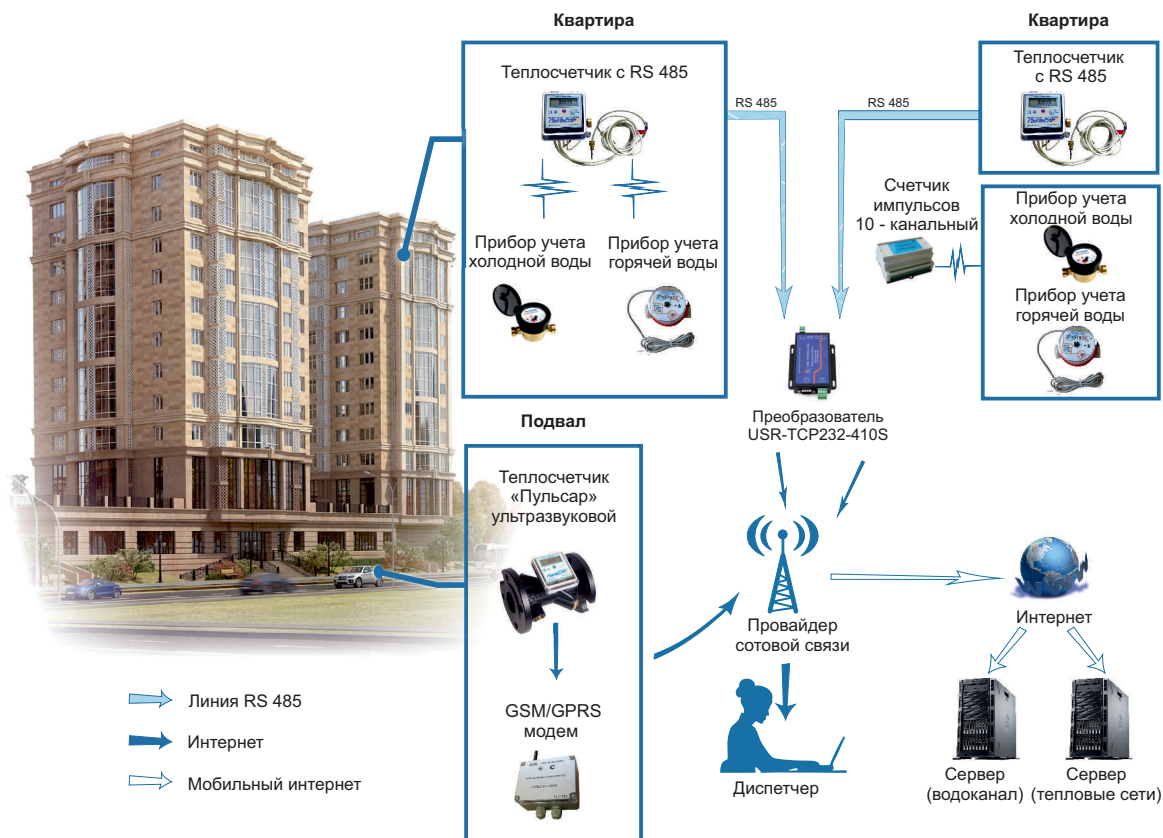 Квартира
Теплосчетчик с RS 485
Прибор учета
холодной воды
Прибор учета
горячей воды
RS 485
RS 485
Квартира
Теплосчетчик
с RS 485
Счетчик
импульсов
10 - канальный
Прибор учета
холодной воды
Прибор учета
горячей воды
Преобразователь
USR-TCP232-410S
Подвал
Теплосчетчик
«Пульсар»
ультразвуковой
GSM/GPRS
модем
Провайдер
сотовой связи
Интернет
Диспетчер
Сервер
(водоканал)
Сервер
(тепловые сети)
Линия RS 485
Интернет
Мобильный интернет